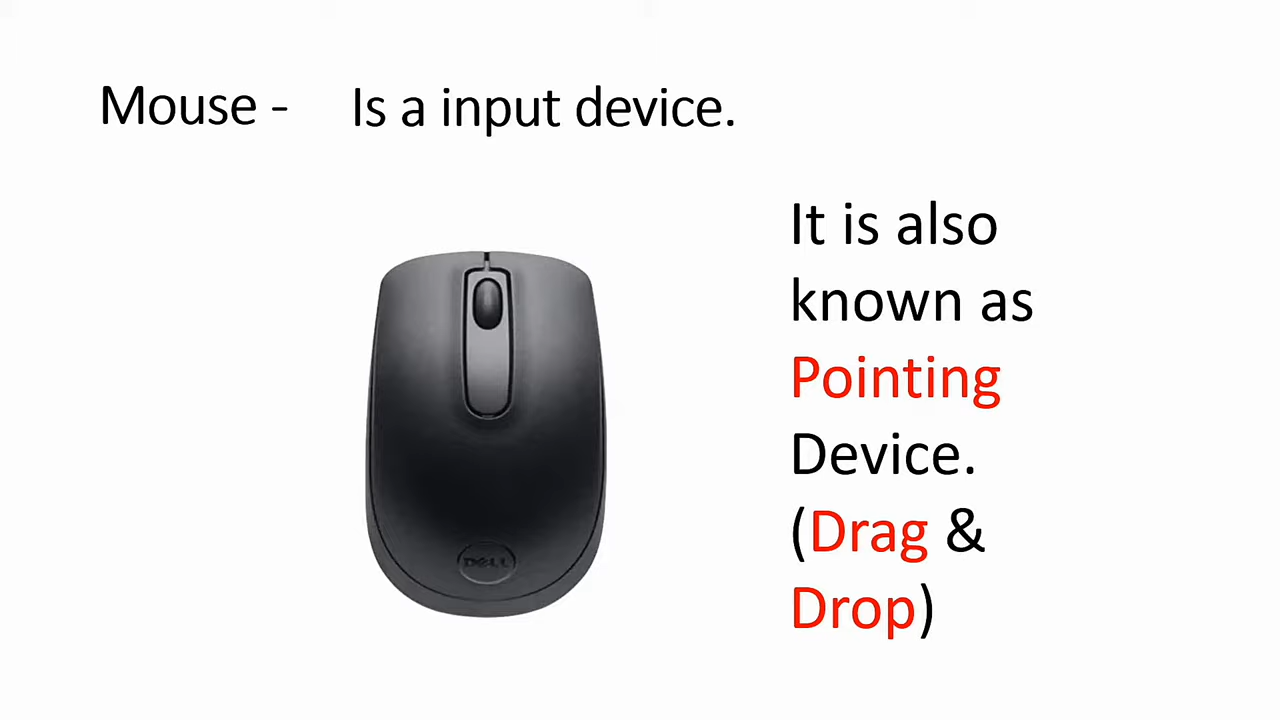 Mouse - Is a input device.
It is also
known as
Pointing
Device.
(Drag &
Drop)
DELL